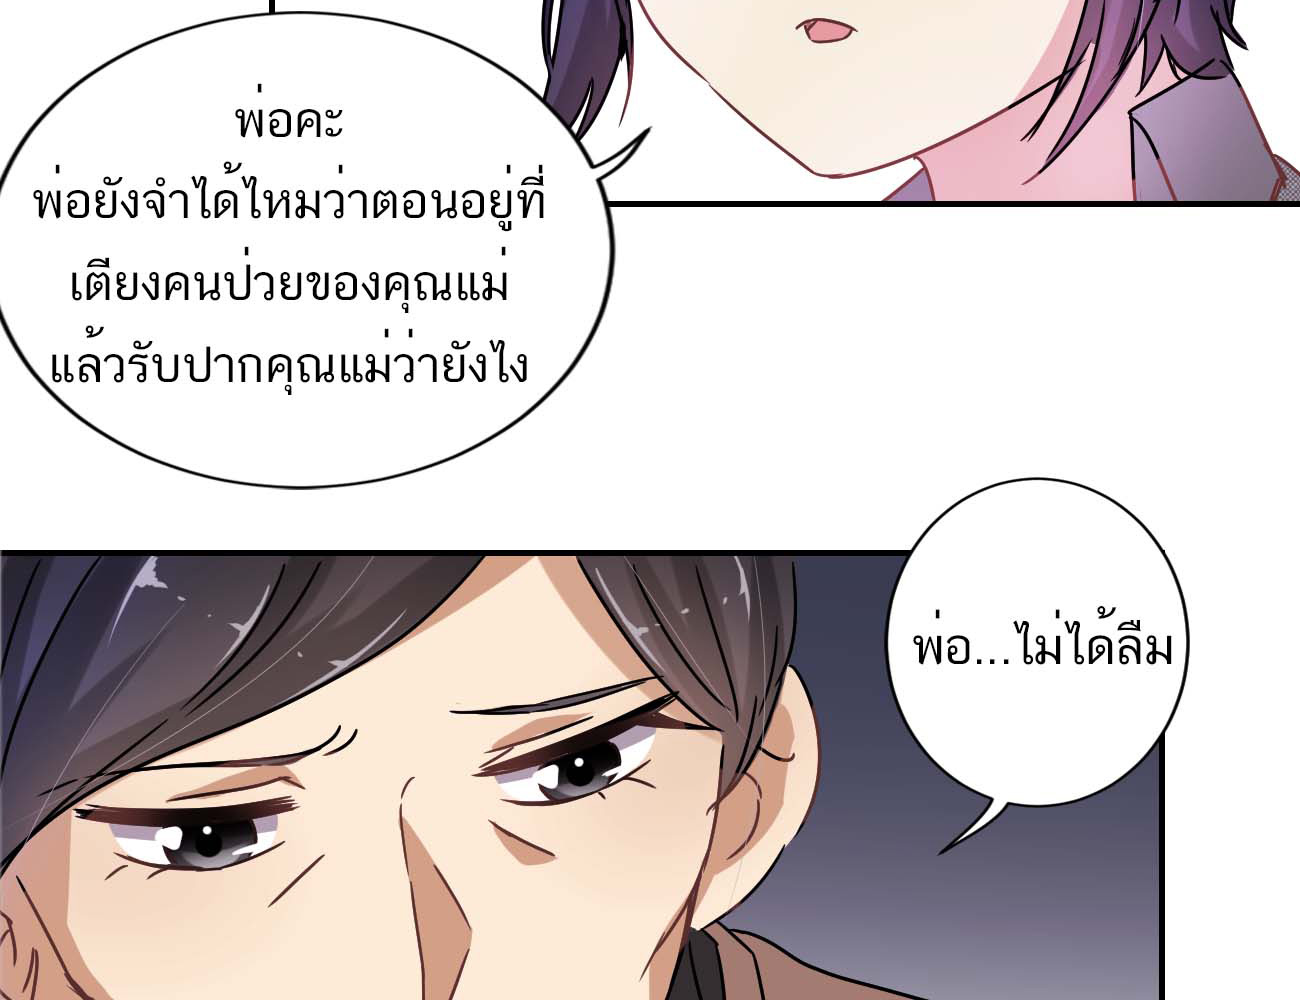 พ่อคะ
พ่อยังจำได้ไหมว่าตอนอยู่ที่
เตียงคนป่วยของคุณแม่
แล้วรับปากคุณแม่ว่ายังไง
พ่อ...ไม่ได้ลืม